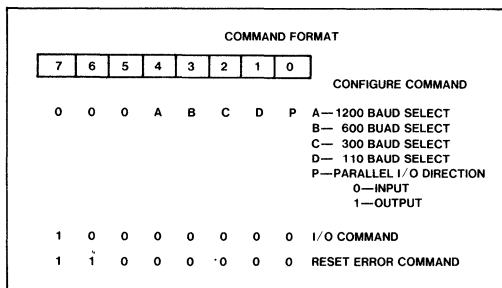 COMMAND FORMAT
7 6 5 4 3 2 1 0
CONFIGURE COMMAND
0 0 0 A B C D P A—1200 BAUD SELECT
B— 600 BUAD SELECT
C— 300 BAUD SELECT
D— 110 BAUD SELECT
P—PARALLEL I/O DIRECTION
0—INPUT
1—OUTPUT
1 0 0 0 0 0 0 0 I/O COMMAND
1 1 0 0 0 0 0 0 RESET ERROR COMMAND